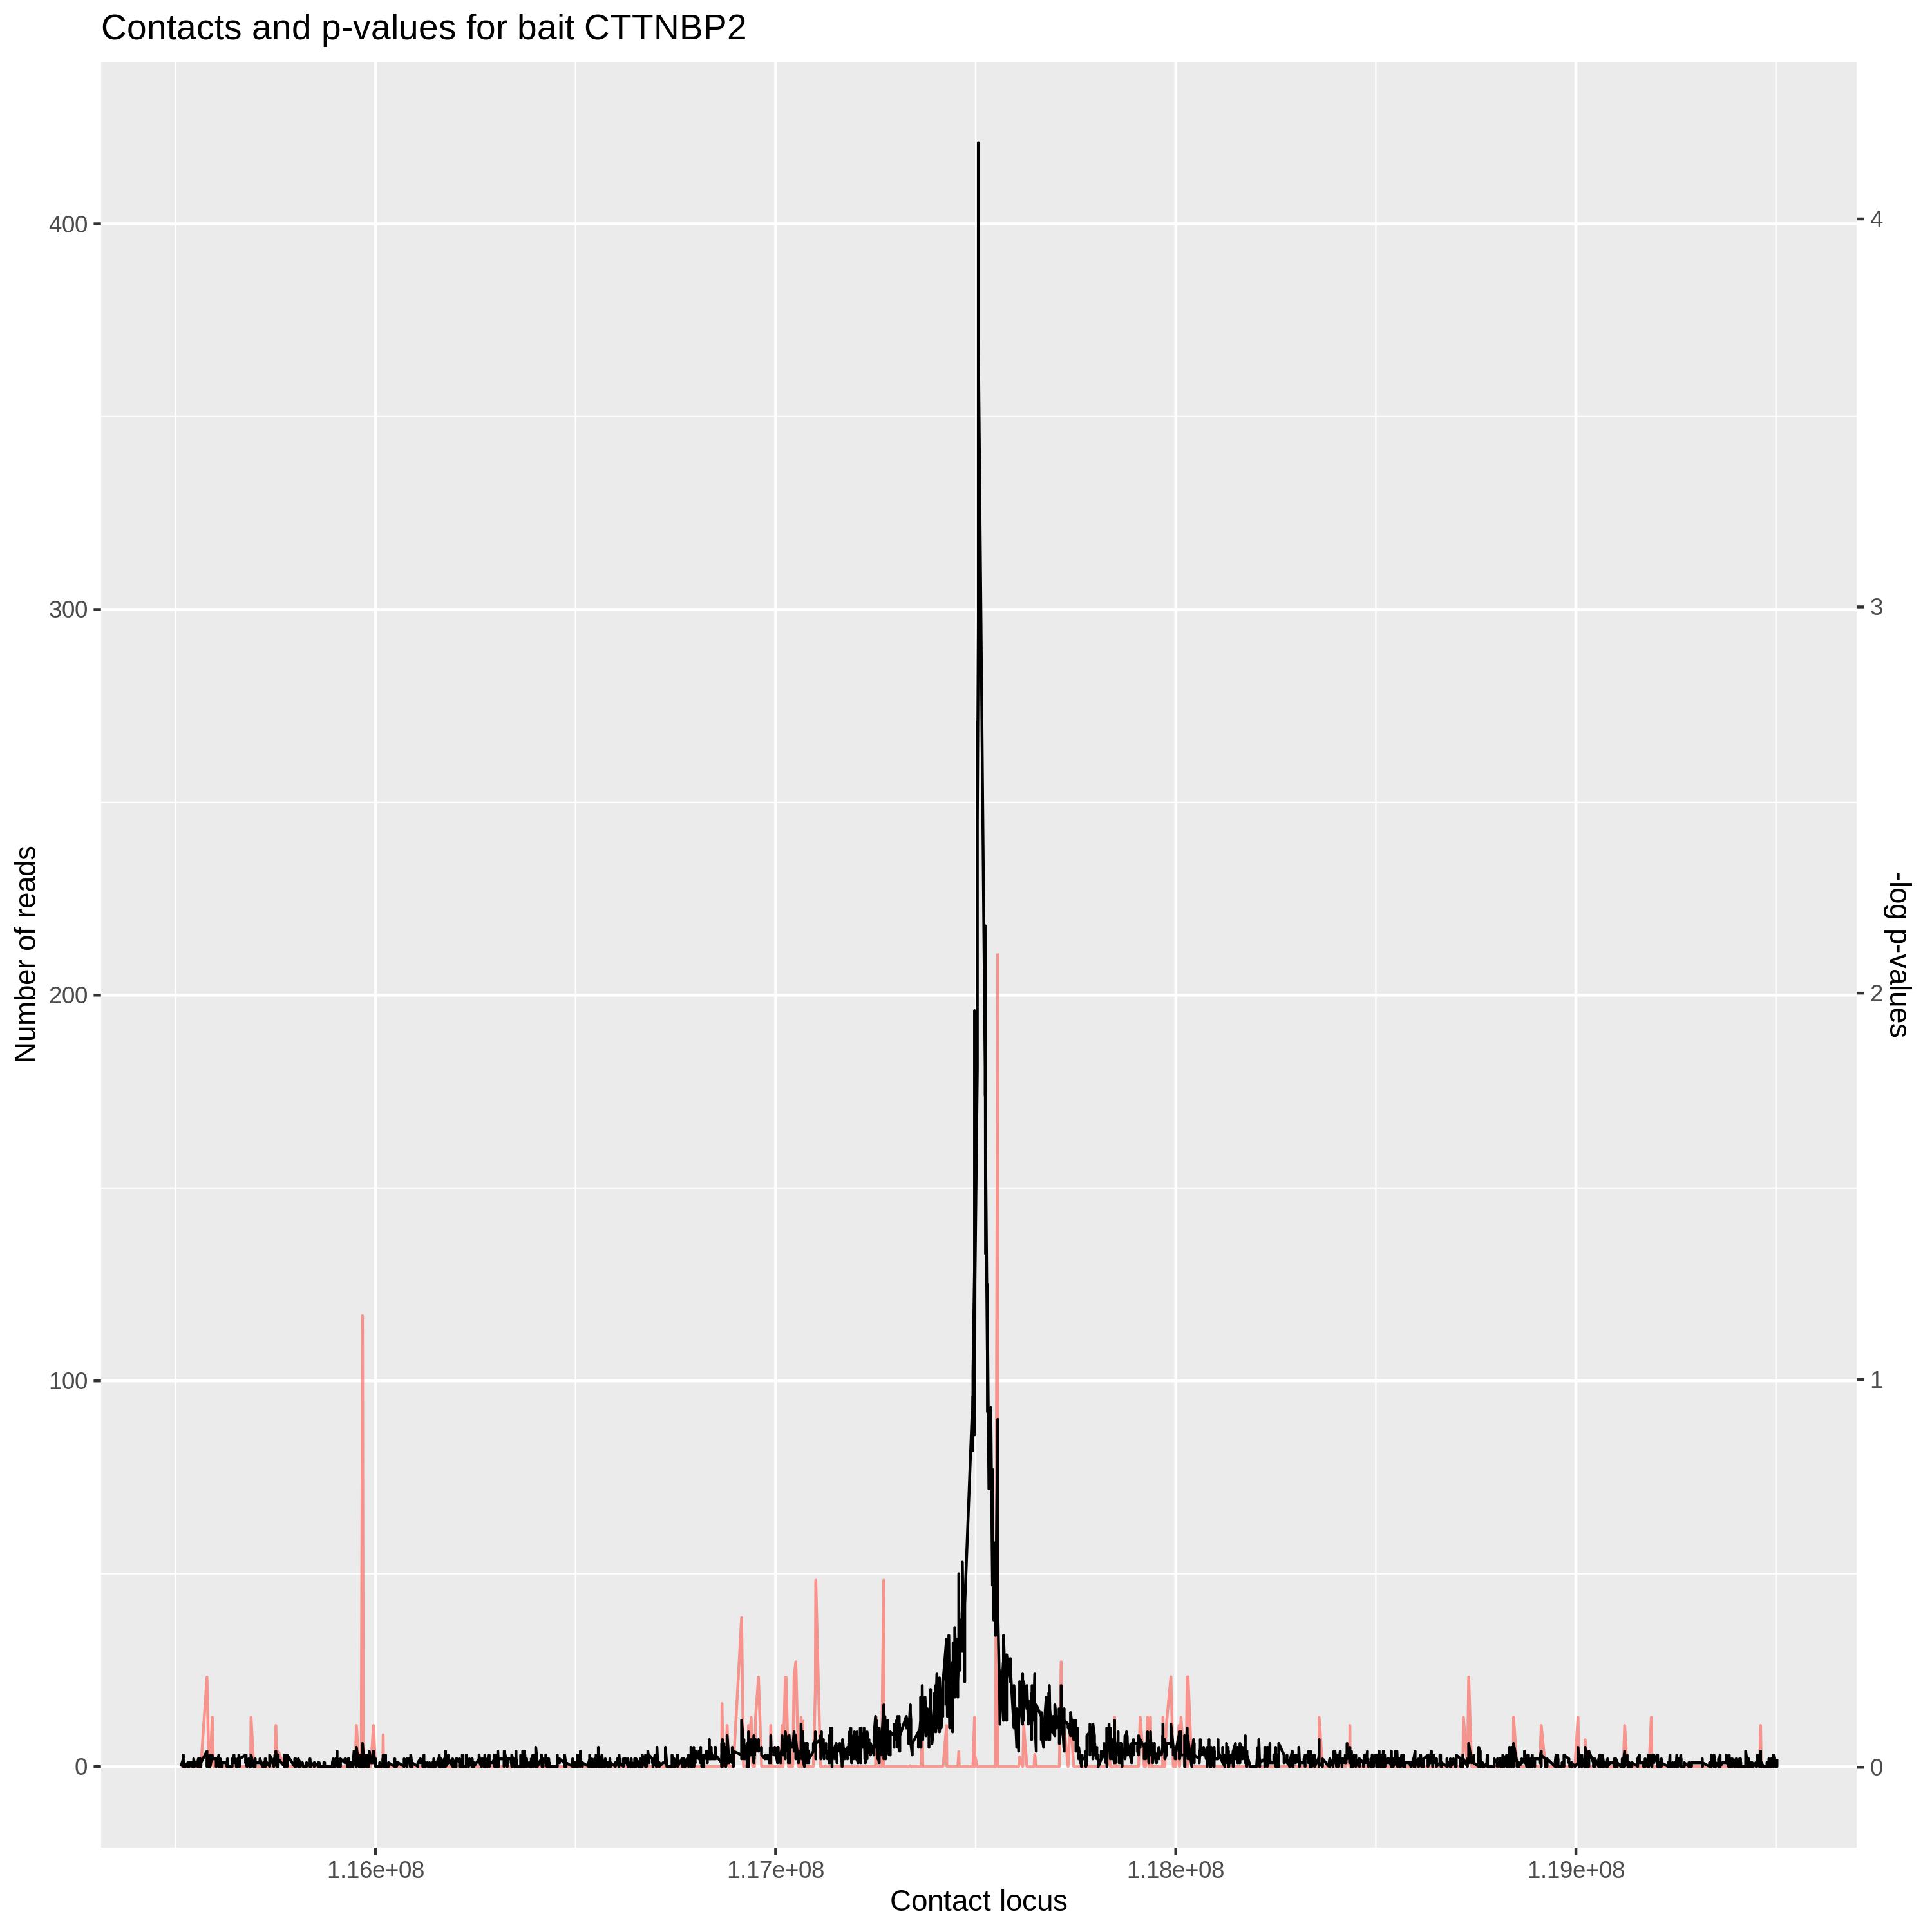 Contacts and p-values for bait CTTNBP2
400
300
200
100
0
Number of reads
4
3
2
1
0
-log p-values
1.16e+08
1.17e+08
1.18e+08
1.19e+08
Contact locus